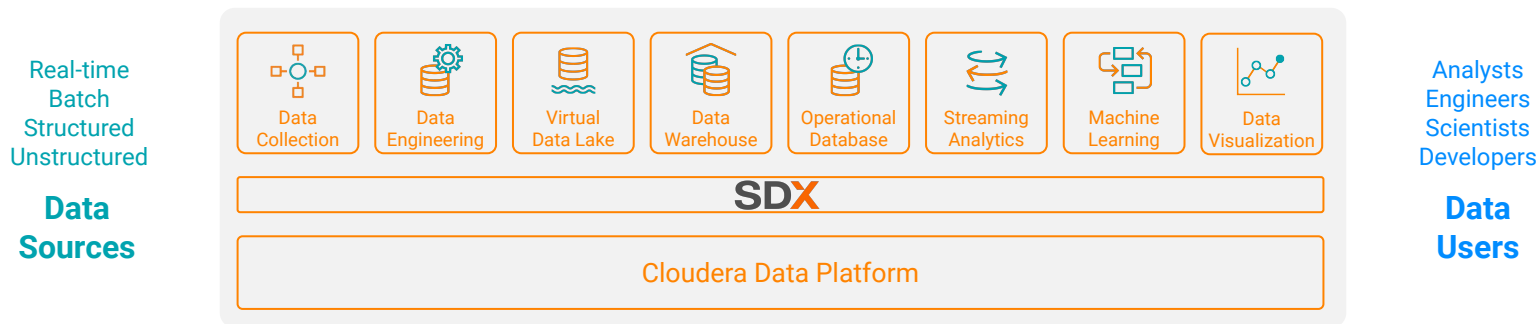 Real-time
Batch
Structured
Unstructured
Data
Sources
Data
Collection
Data
Engineering
Virtual
Data Lake
Data
Warehouse
Operational
Database
Streaming
Analytics
Machine
Learning
Data
Visualization
SDX
Cloudera Data Platform
Analysts
Engineers
Scientists
Developers
Data
Users